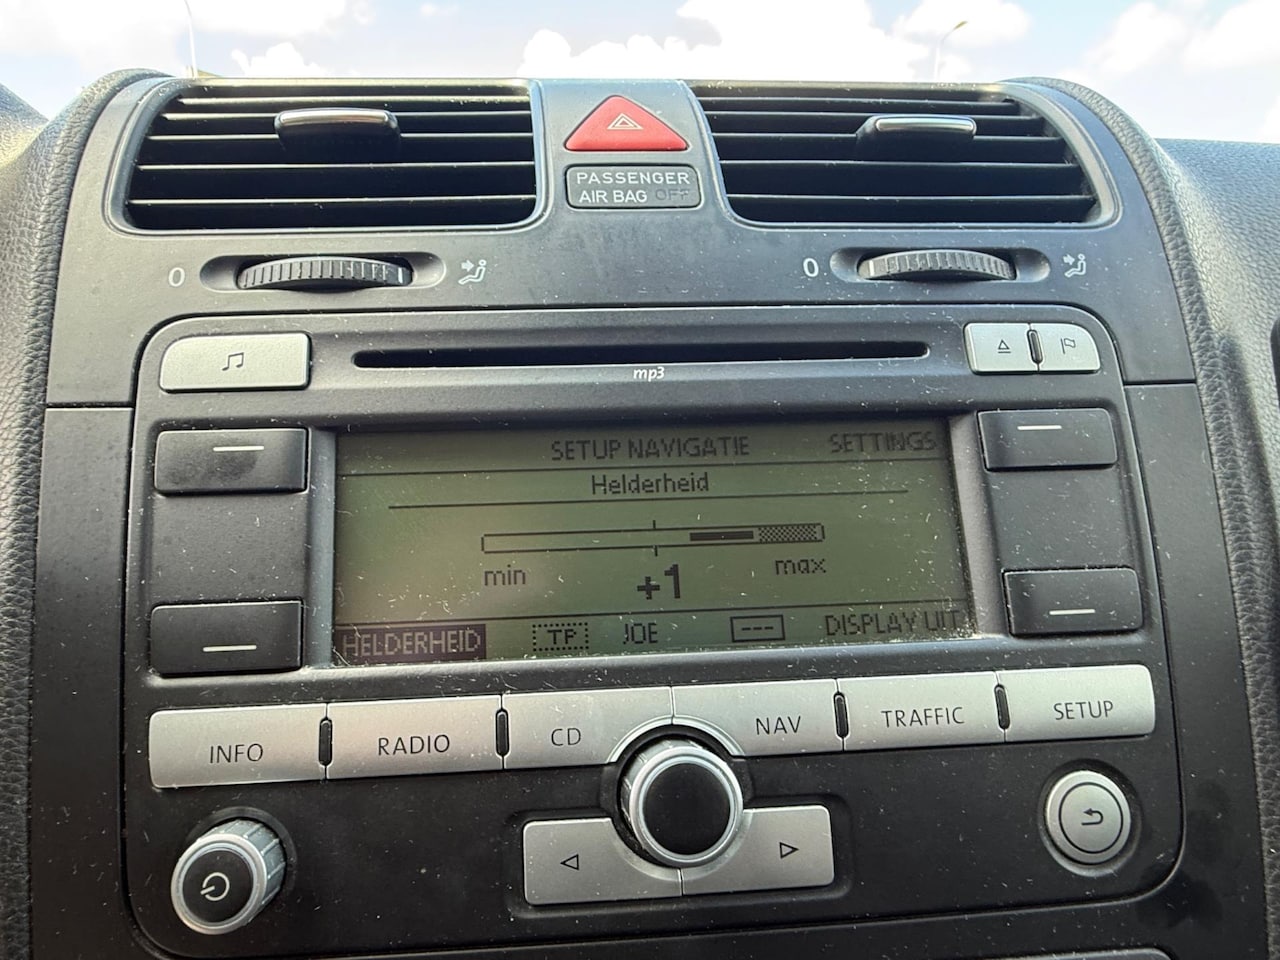 PASSENGER
AIR BAG OFF
0
0
mp3
SETUP NAVIGATIE SETTINGS
Helderheid
min max
+1
HELDERHEID TP JOE --- DISPLAY UIT
INFO RADIO CD NAV TRAFFIC SETUP